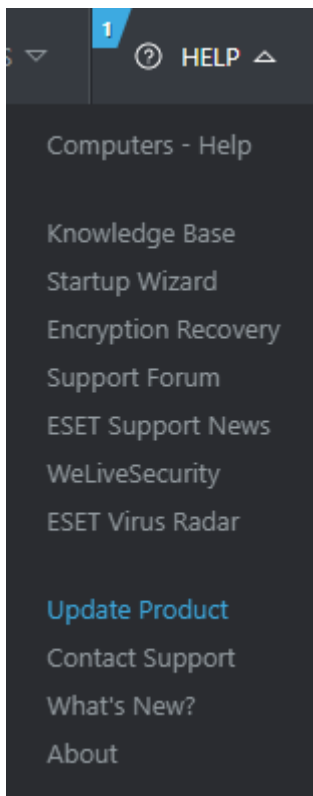 1
HELP
Computers - Help
Knowledge Base
Startup Wizard
Encryption Recovery
Support Forum
ESET Support News
WeLiveSecurity
ESET Virus Radar
Update Product
Contact Support
What's New?
About